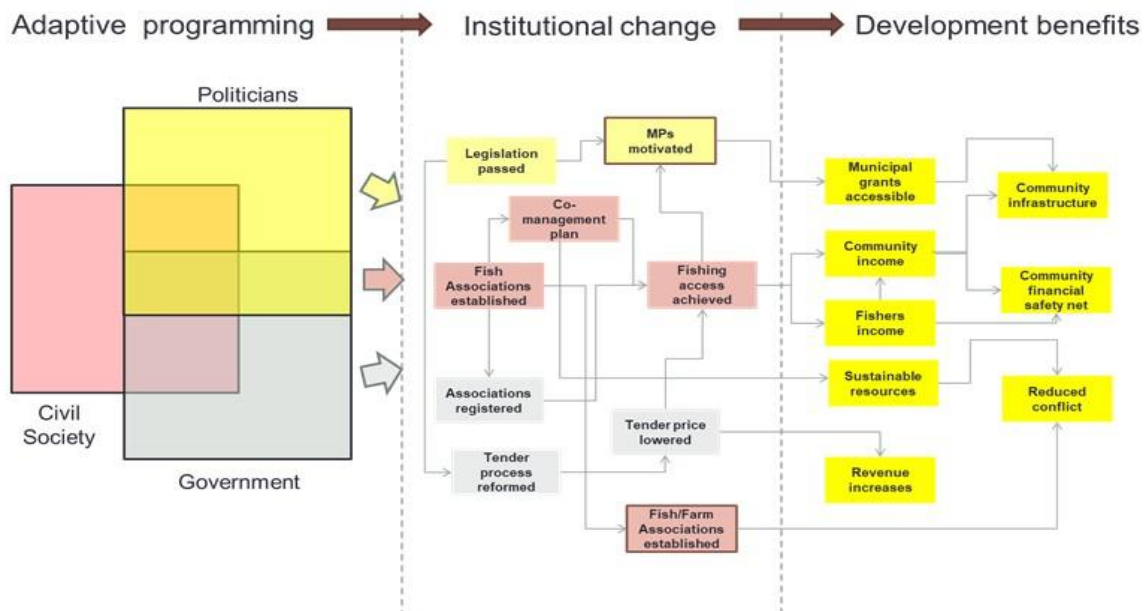 Adaptive programming
Institutional change
Development benefits
Politicians
Civil
Society
Government
Legislation
passed
MPs
motivated
Co-
management
plan
Fish
Associations
established
Fishing
access
achieved
Associations
registered
Tender price
lowered
Tender
process
reformed
Fish/Farm
Associations
established
Municipal
grants
accessible
Community
infrastructure
Community
income
Community
financial
safety net
Fishers
income
Sustainable
resources
Reduced
conflict
Revenue
increases